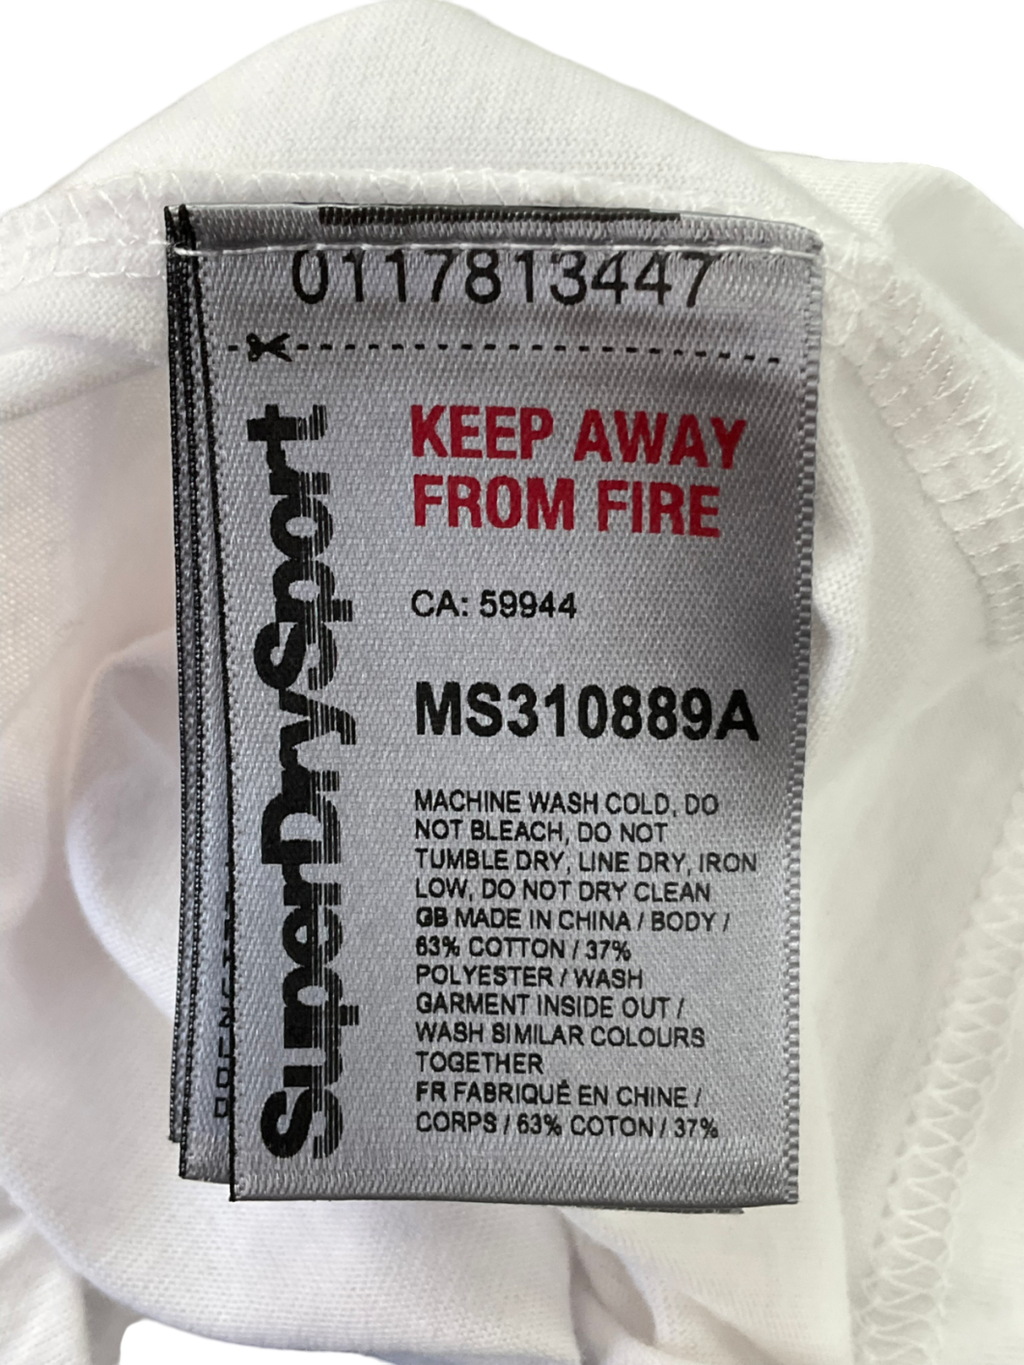 0117813447
SuperDrySport
KEEP AWAY
FROM FIRE
CA: 59944
MS310889A
MACHINE WASH COLD, DO
NOT BLEACH, DO NOT
TUMBLE DRY, LINE DRY, IRON
LOW, DO NOT DRY CLEAN
GB MADE IN CHINA / BODY /
63% COTTON / 37%
POLYESTER / WASH
GARMENT INSIDE OUT /
WASH SIMILAR COLOURS
TOGETHER
FR FABRIQUÉ EN CHINE /
CORPS / 63% COTON / 37%